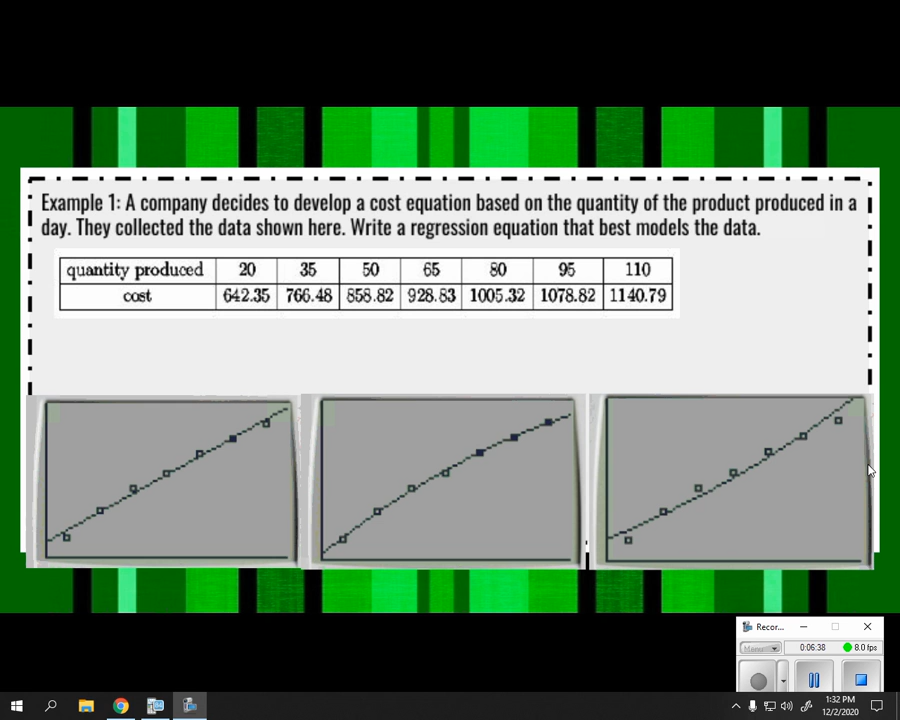 Example 1: A company decides to develop a cost equation based on the quantity of the product produced in a
day. They collected the data shown here. Write a regression equation that best models the data.
quantity produced 20 35 50 65 80 95 110
cost 642.35 766.48 858.82 928.83 1005.32 1078.82 1140.79
Recor...
0:06:38 8.0 fps
1:32 PM
12/2/2020